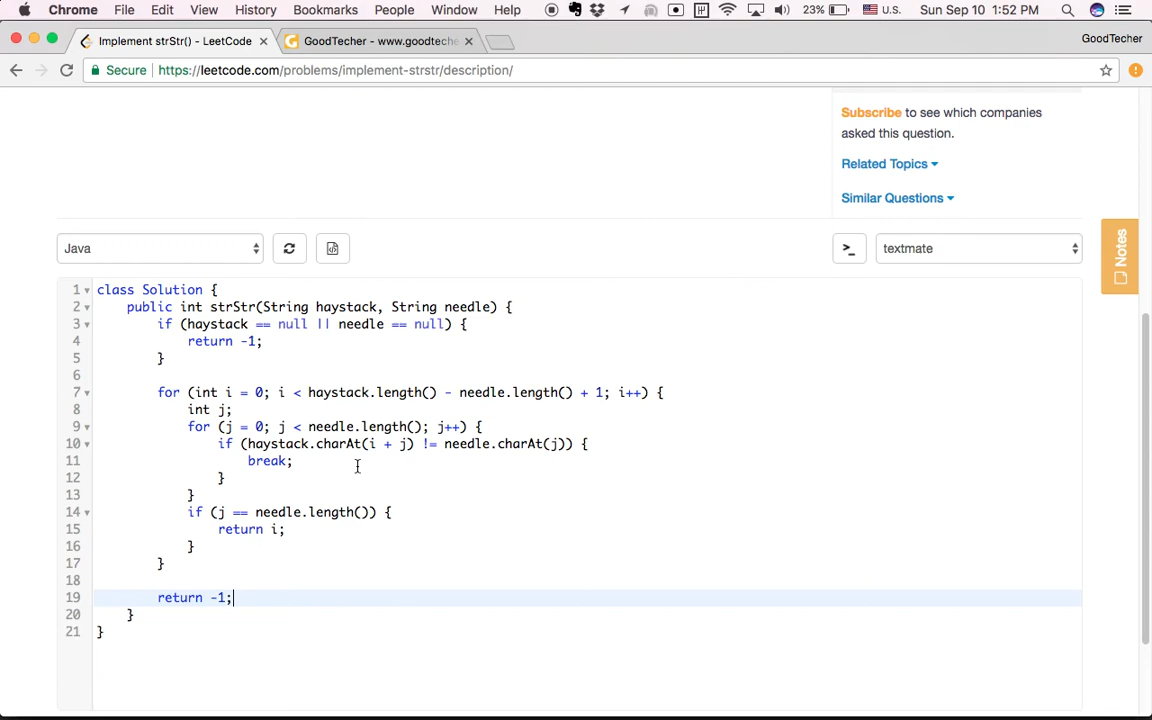 Chrome File Edit View History Bookmarks People Window Help 23% U.S. Sun Sep 10 1:52 PM
Implement strStr() - LeetCode GoodTecher - www.goodteche GoodTecher
Secure https://leetcode.com/problems/implement-strstr/description/
Subscribe to see which companies
asked this question.
Related Topics
Similar Questions
Notes
Java >_ textmate
1 class Solution {
2 public int strStr(String haystack, String needle) {
3 if (haystack == null || needle == null) {
4 return -1;
5 }
6
7 for (int i = 0; i < haystack.length() - needle.length() + 1; i++) {
8 int j;
9 for (j = 0; j < needle.length(); j++) {
10 if (haystack.charAt(i + j) != needle.charAt(j)) {
11 break;
12 }
13 }
14 if (j == needle.length()) {
15 return i;
16 }
17 }
18
19 return -1;
20 }
21 }